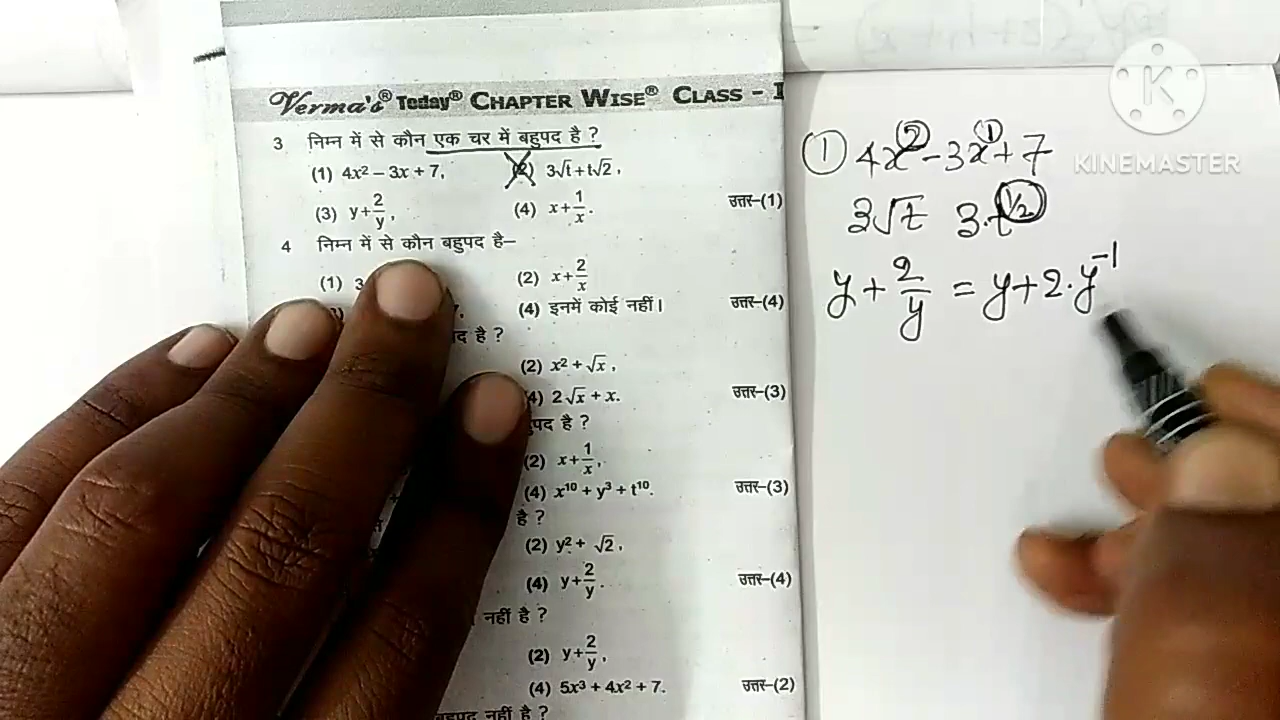 Verma's® Today® CHAPTER WISE® CLASS - I
3 निम्न में से कौन एक चर में बहुपद है ?
(1) 4x² – 3x + 7, (2) 3√t + t√2,
(3) y + 2/y, (4) x + 1/x. उत्तर–(1)
4 निम्न में से कौन बहुपद है–
(1) 3 (2) x + 2/x
7, (4) इनमें कोई नहीं। उत्तर–(4)
है ?
(2) x² + √x,
(4) 2√x + x. उत्तर–(3)
है ?
(2) x + 1/x,
(4) x¹⁰ + y³ + t¹⁰. उत्तर–(3)
है ?
(2) y² + √2,
(4) y + 2/y. उत्तर–(4)
नहीं है ?
(2) y + 2/y,
(4) 5x³ + 4x² + 7. उत्तर–(2)
बहुपद नहीं है ?
① 4x² – 3x¹ + 7
3√t 3·t^1/2
y + 2/y = y + 2·y⁻¹
K
KINEMASTER